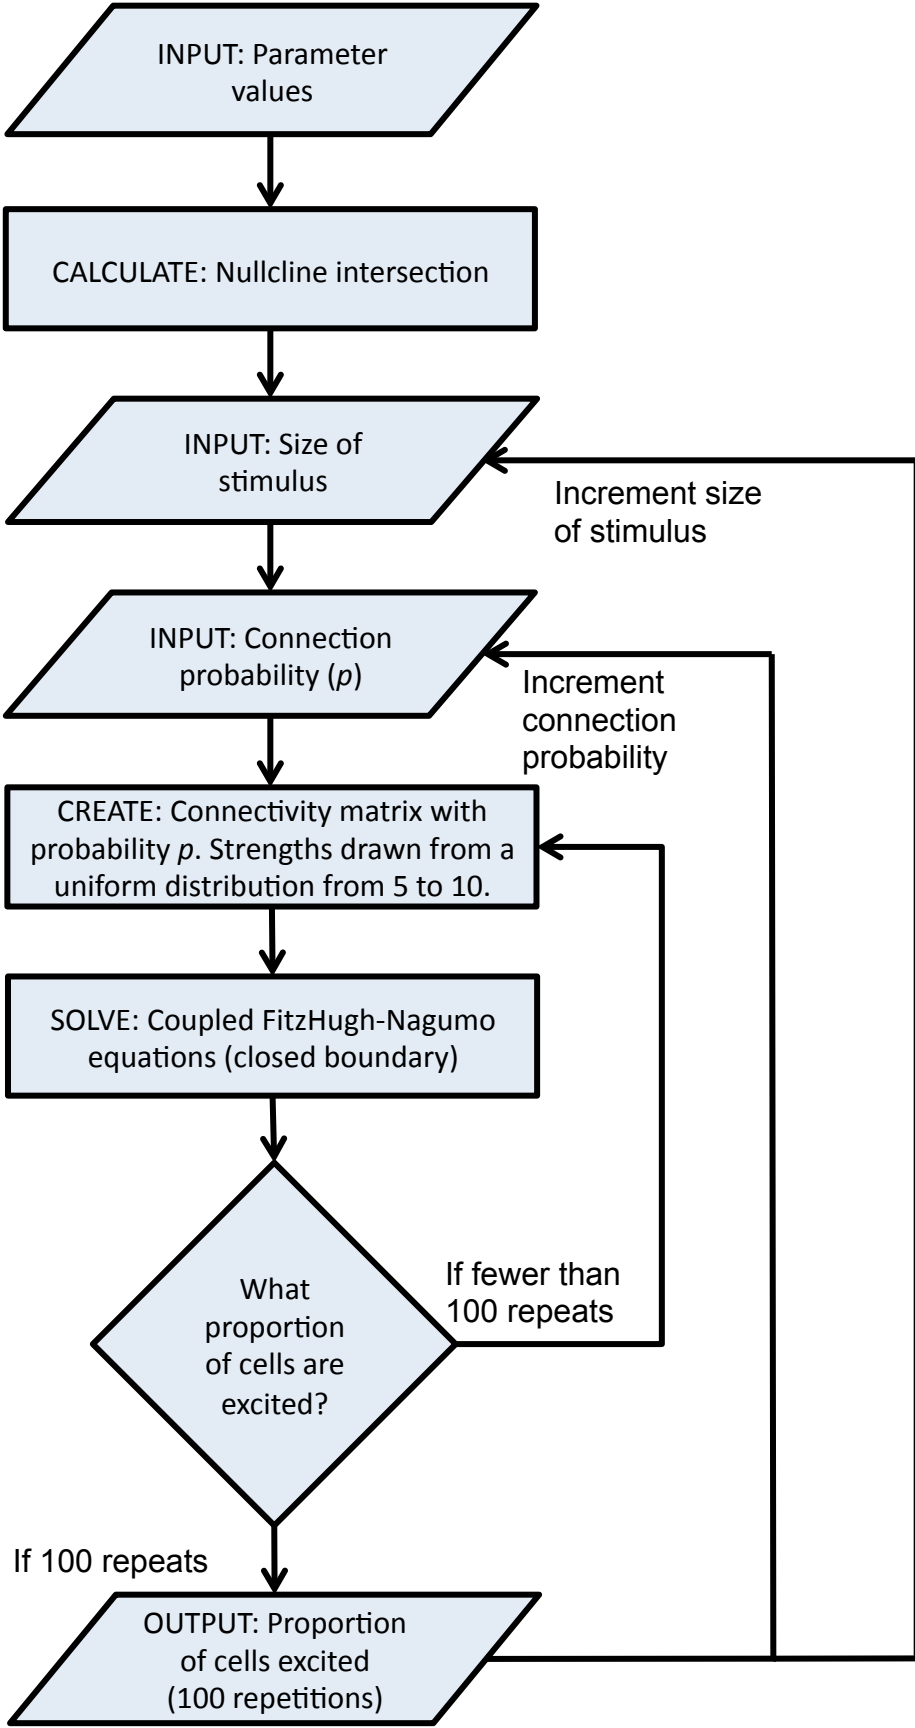 INPUT: Parameter
values
CALCULATE: Nullcline intersection
INPUT: Size of
stimulus
Increment size
of stimulus
INPUT: Connection
probability (p)
Increment
connection
probability
CREATE: Connectivity matrix with
probability p. Strengths drawn from a
uniform distribution from 5 to 10.
SOLVE: Coupled FitzHugh-Nagumo
equations (closed boundary)
What
proportion
of cells are
excited?
If fewer than
100 repeats
If 100 repeats
OUTPUT: Proportion
of cells excited
(100 repetitions)